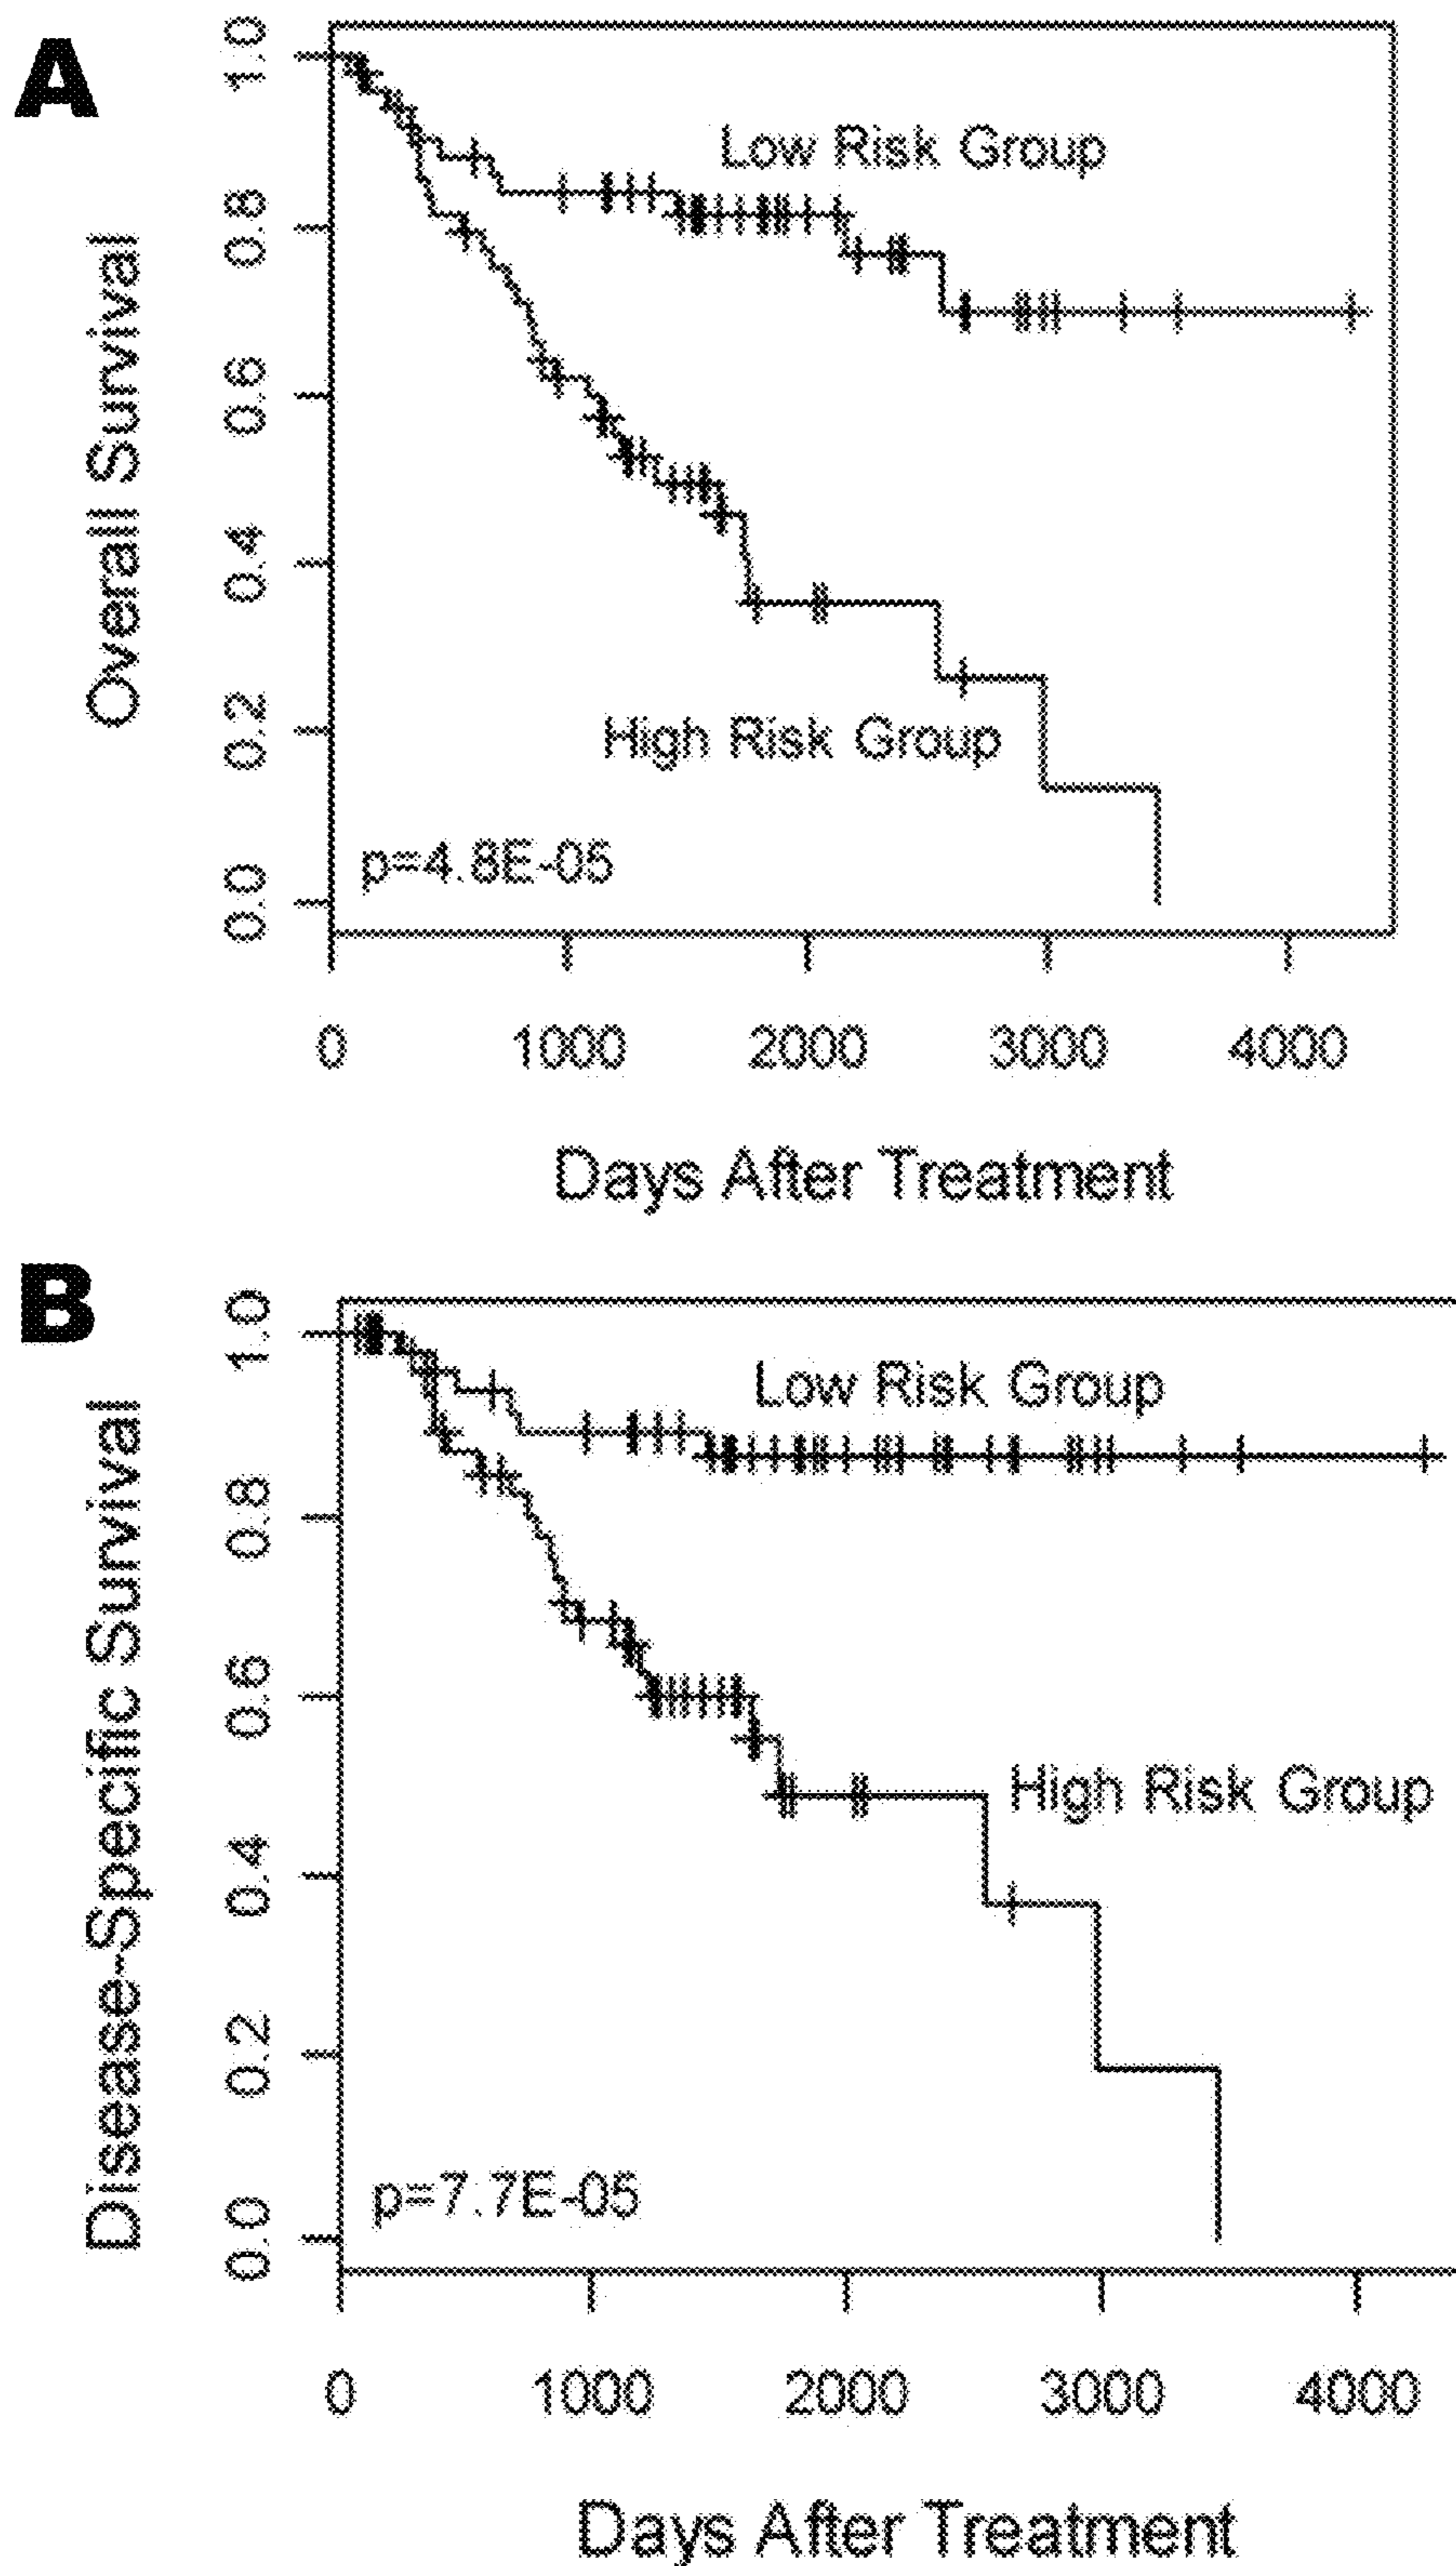 A
Overall Survival
1.0
0.8
0.6
0.4
0.2
0.0
Low Risk Group
High Risk Group
p=4.8E-05
0 1000 2000 3000 4000
Days After Treatment
B
Disease-Specific Survival
1.0
0.8
0.6
0.4
0.2
0.0
Low Risk Group
High Risk Group
p=7.7E-05
0 1000 2000 3000 4000
Days After Treatment